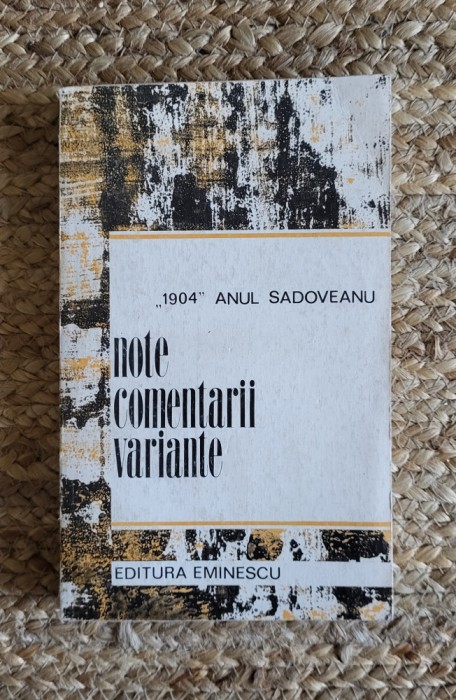 „1904” ANUL SADOVEANU
note
comentarii
variante
EDITURA EMINESCU